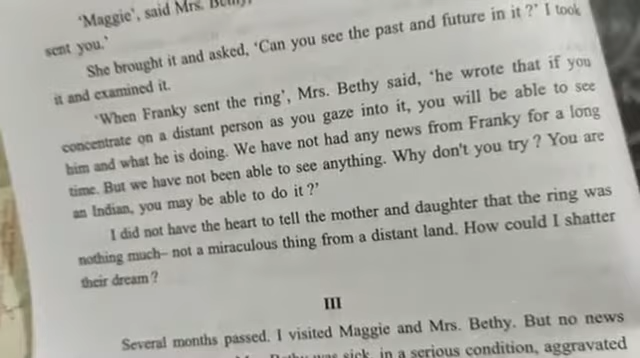 'Maggie', said Mrs.
sent you.'
She brought it and asked, 'Can you see the past and future in it ?' I took
it and examined it.
'When Franky sent the ring', Mrs. Bethy said, 'he wrote that if you
concentrate on a distant person as you gaze into it, you will be able to see
him and what he is doing. We have not had any news from Franky for a long
time. But we have not been able to see anything. Why don't you try ? You are
an Indian, you may be able to do it ?'
I did not have the heart to tell the mother and daughter that the ring was
nothing much– not a miraculous thing from a distant land. How could I shatter
their dream ?
III
Several months passed. I visited Maggie and Mrs. Bethy. But no news
was sick, in a serious condition, aggravated